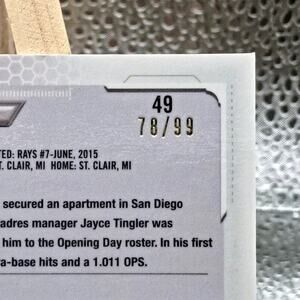 49
78/99
TED: RAYS #7-JUNE, 2015
T. CLAIR, MI HOME: ST. CLAIR, MI
secured an apartment in San Diego
adres manager Jayce Tingler was
him to the Opening Day roster. In his first
ra-base hits and a 1.011 OPS.